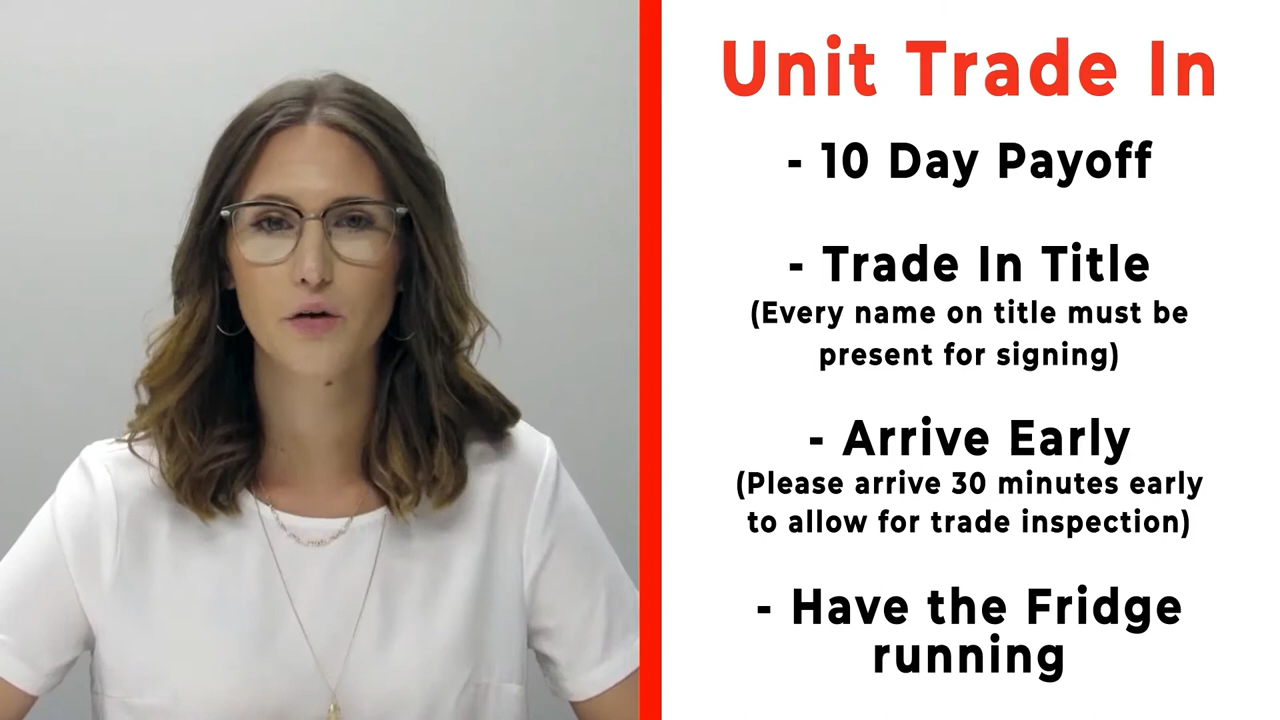 Unit Trade In
- 10 Day Payoff
- Trade In Title
(Every name on title must be
present for signing)
- Arrive Early
(Please arrive 30 minutes early
to allow for trade inspection)
- Have the Fridge
running